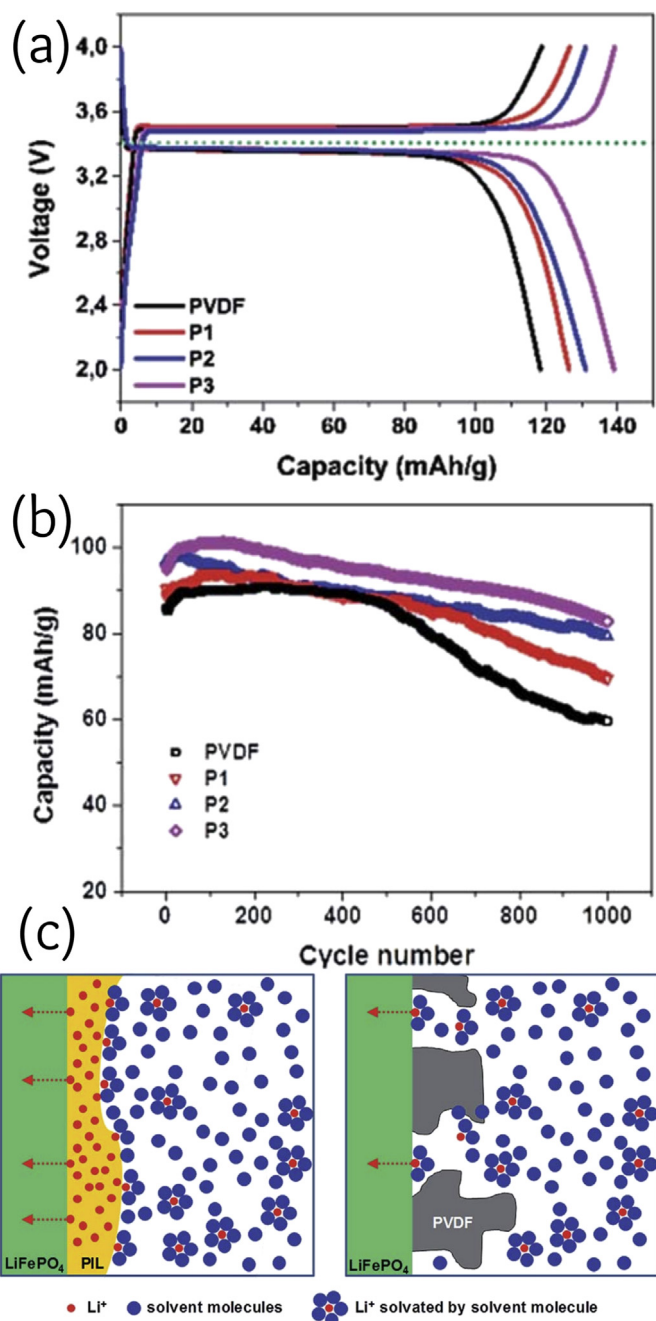 (a)
4,0
3,6
3,2
2,8
2,4
2,0
Voltage (V)
PVDF
P1
P2
P3
0 20 40 60 80 100 120 140
Capacity (mAh/g)
(b)
100
80
60
40
20
Capacity (mAh/g)
PVDF
P1
P2
P3
0 200 400 600 800 1000
Cycle number
(c)
LiFePO₄ PIL
PVDF
LiFePO₄
Li⁺ solvent molecules Li⁺ solvated by solvent molecule